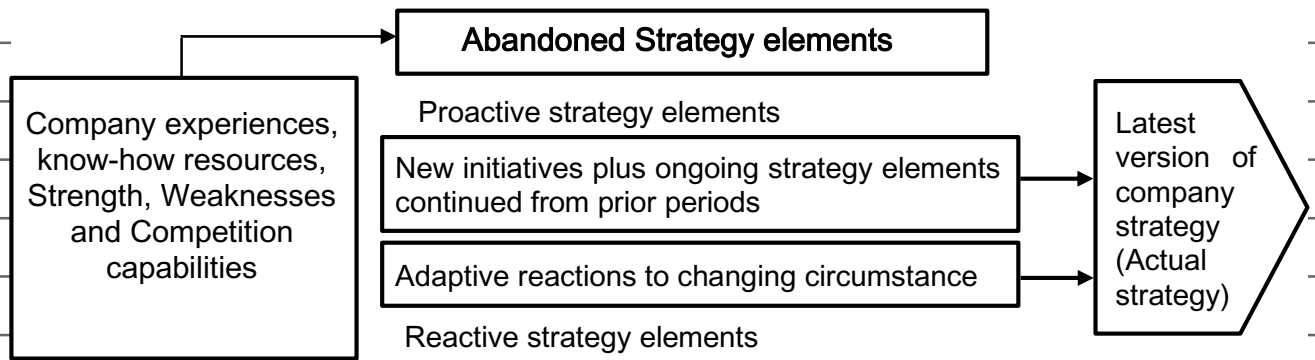 Abandoned Strategy elements
Company experiences,
know-how resources,
Strength, Weaknesses
and Competition
capabilities
Proactive strategy elements
New initiatives plus ongoing strategy elements
continued from prior periods
Adaptive reactions to changing circumstance
Reactive strategy elements
Latest
version of
company
strategy
(Actual
strategy)